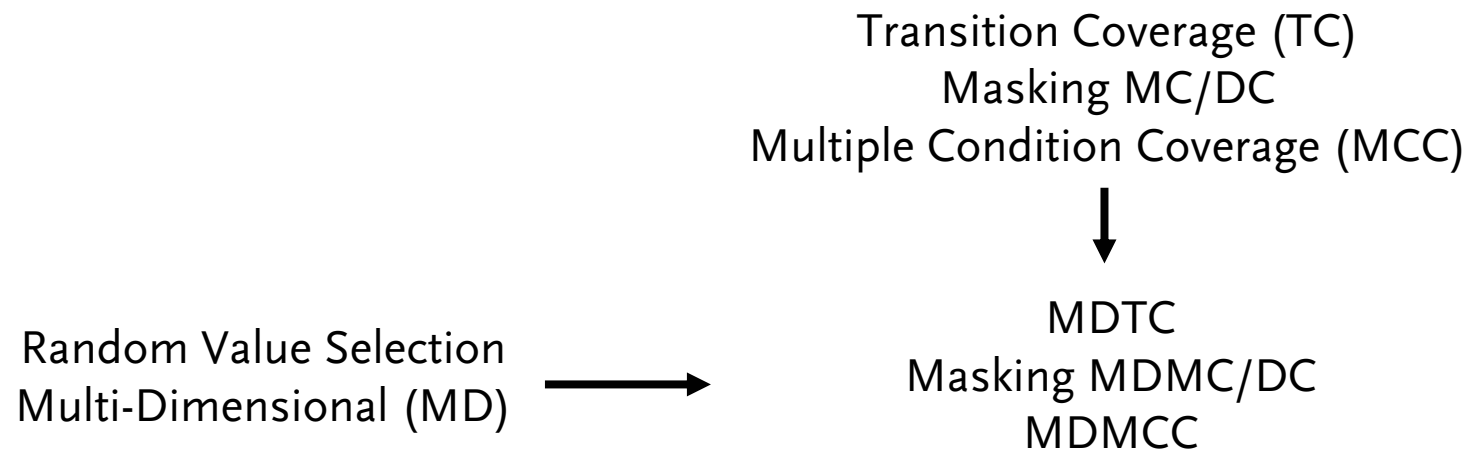 Transition Coverage (TC)
Masking MC/DC
Multiple Condition Coverage (MCC)
Random Value Selection
Multi-Dimensional (MD)
MDTC
Masking MDMC/DC
MDMCC